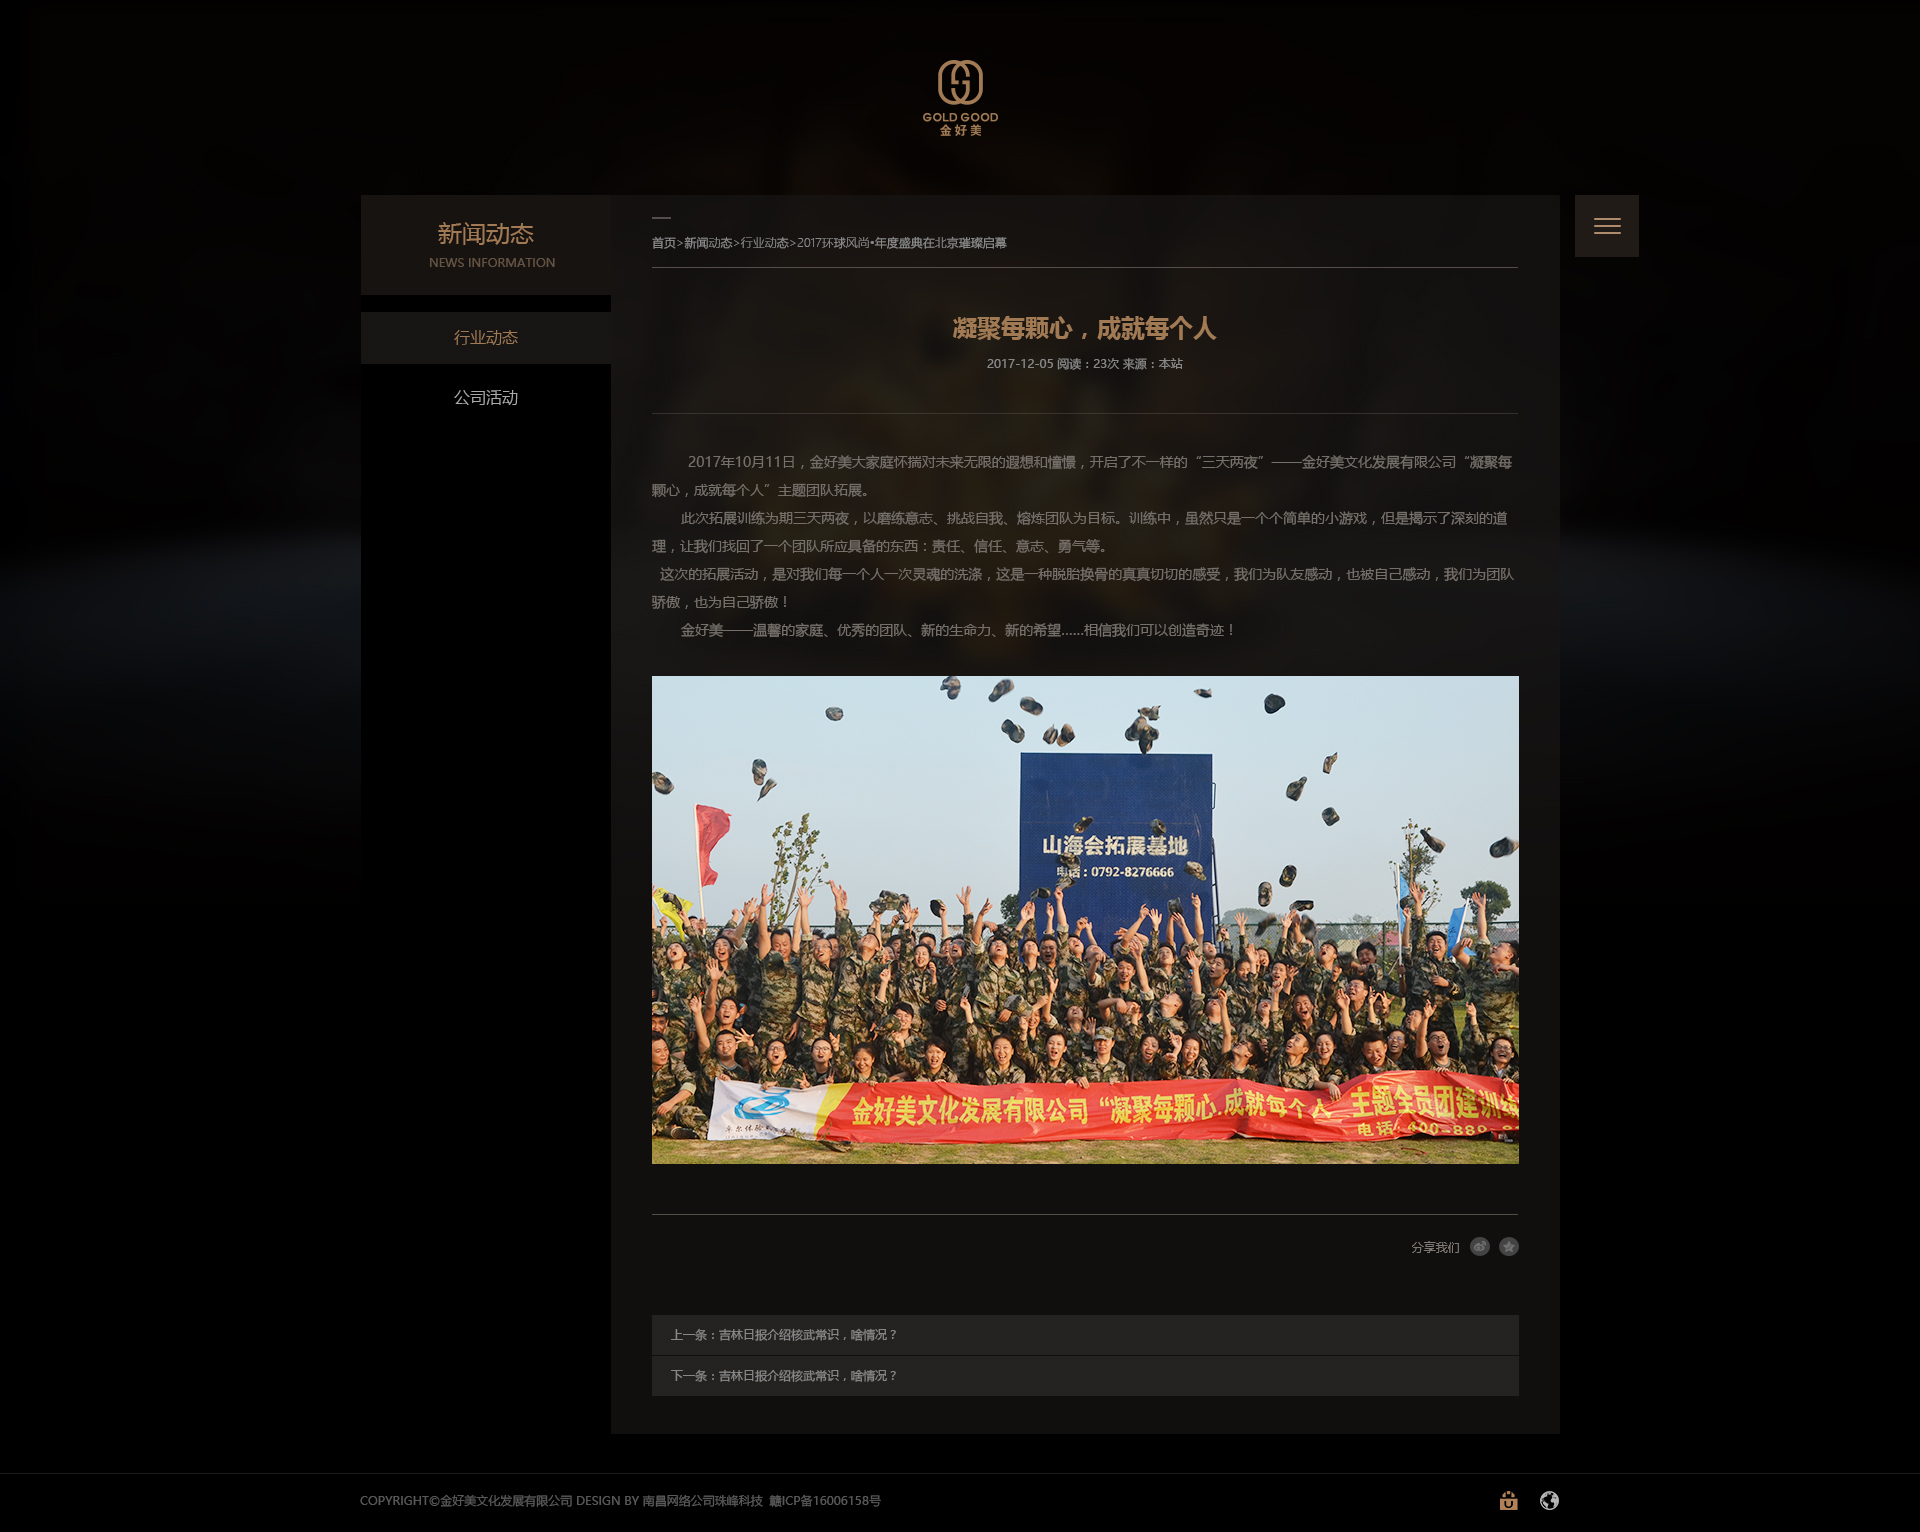 GOLD GOOD
金好美
新闻动态
NEWS INFORMATION
行业动态
公司活动
首页>新闻动态>行业动态>2017环球风尚•年度盛典在北京璀璨启幕
凝聚每颗心，成就每个人
2017-12-05 阅读：23次 来源：本站
2017年10月11日，金好美大家庭怀揣对未来无限的遐想和憧憬，开启了不一样的“三天两夜”——金好美文化发展有限公司“凝聚每
颗心，成就每个人”主题团队拓展。
此次拓展训练为期三天两夜，以磨练意志、挑战自我、熔炼团队为目标。训练中，虽然只是一个个简单的小游戏，但是揭示了深刻的道
理，让我们找回了一个团队所应具备的东西：责任、信任、意志、勇气等。
这次的拓展活动，是对我们每一个人一次灵魂的洗涤，这是一种脱胎换骨的真真切切的感受，我们为队友感动，也被自己感动，我们为团队
骄傲，也为自己骄傲！
金好美——温馨的家庭、优秀的团队、新的生命力、新的希望......相信我们可以创造奇迹！
山海会拓展基地
电话：0792-8276666
金好美文化发展有限公司“凝聚每颗心.成就每个人 主题全员团建训练
电话：400-880-8
分享我们
上一条：吉林日报介绍核武常识，啥情况？
下一条：吉林日报介绍核武常识，啥情况？
COPYRIGHT©金好美文化发展有限公司 DESIGN BY 南昌网络公司珠峰科技 赣ICP备16006158号